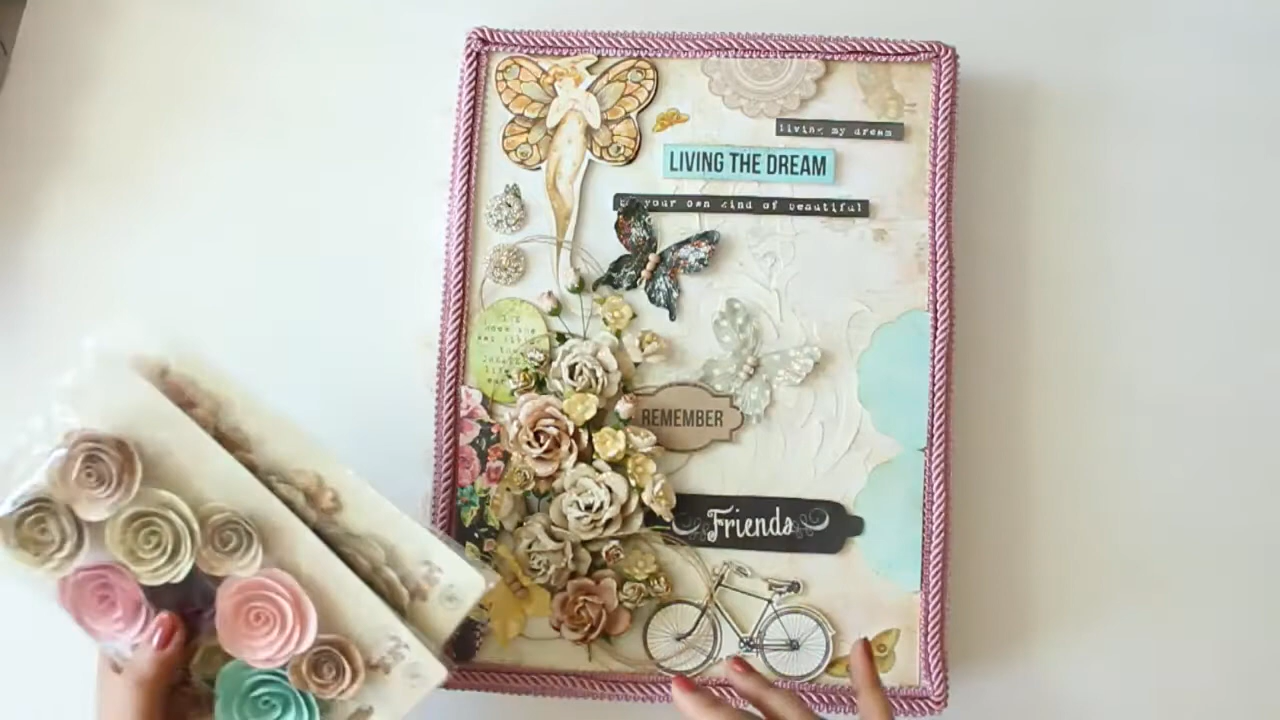 living my dream
LIVING THE DREAM
your own kind of beautiful
REMEMBER
Friends